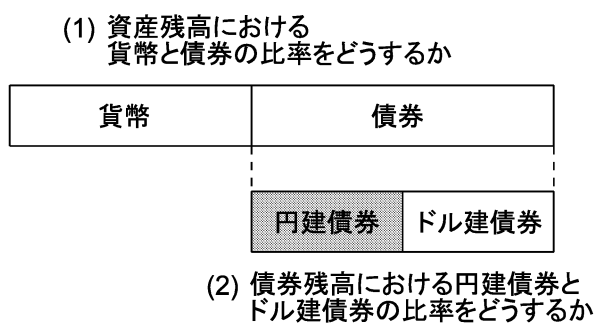 (1) 資産残高における
貨幣と債券の比率をどうするか
貨幣
債券
円建債券
ドル建債券
(2) 債券残高における円建債券と
ドル建債券の比率をどうするか